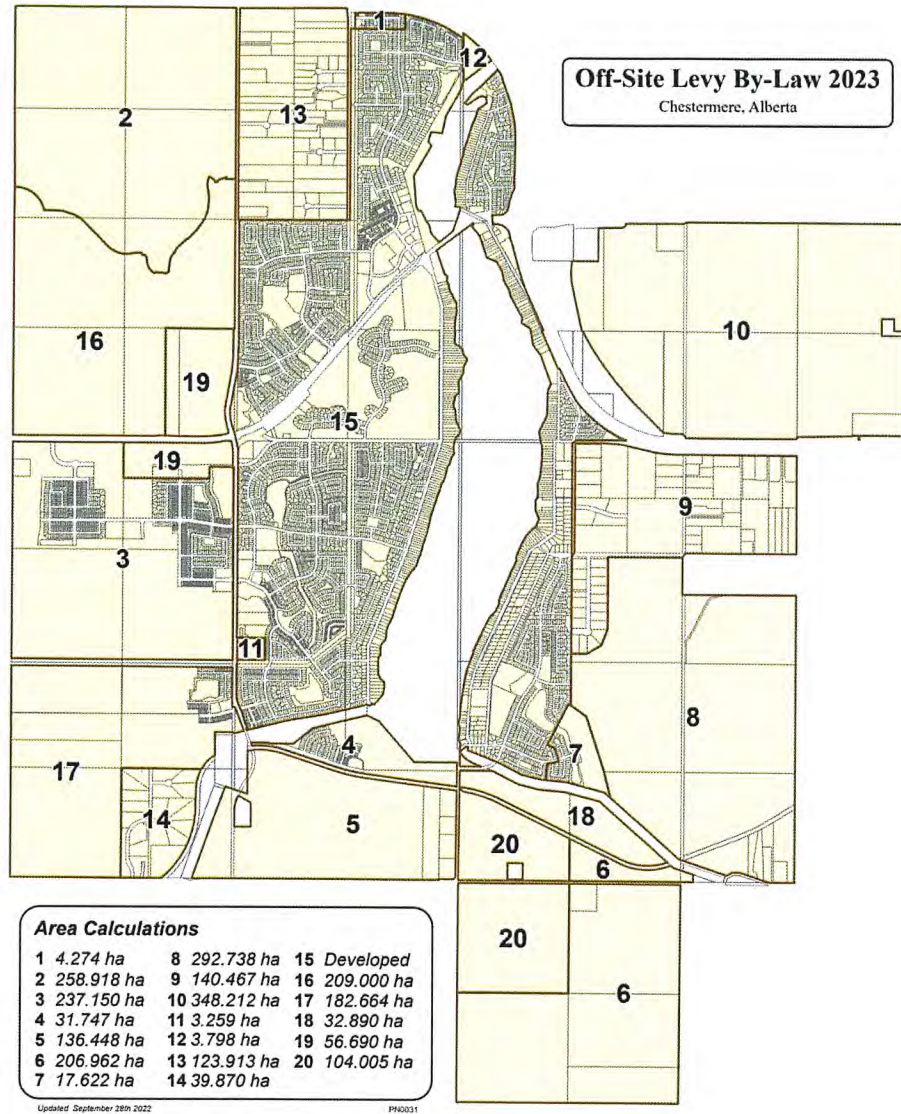 Off-Site Levy By-Law 2023
Chestermere, Alberta
1
12
2
13
10
16
19
15
19
9
3
11
8
4
7
17
18
14
5
20
6
20
6
Area Calculations
1 4.274 ha 8 292.738 ha 15 Developed
2 258.918 ha 9 140.467 ha 16 209.000 ha
3 237.150 ha 10 348.212 ha 17 182.664 ha
4 31.747 ha 11 3.259 ha 18 32.890 ha
5 136.448 ha 12 3.798 ha 19 56.690 ha
6 206.962 ha 13 123.913 ha 20 104.005 ha
7 17.622 ha 14 39.870 ha
Updated September 28th 2022 PN0031